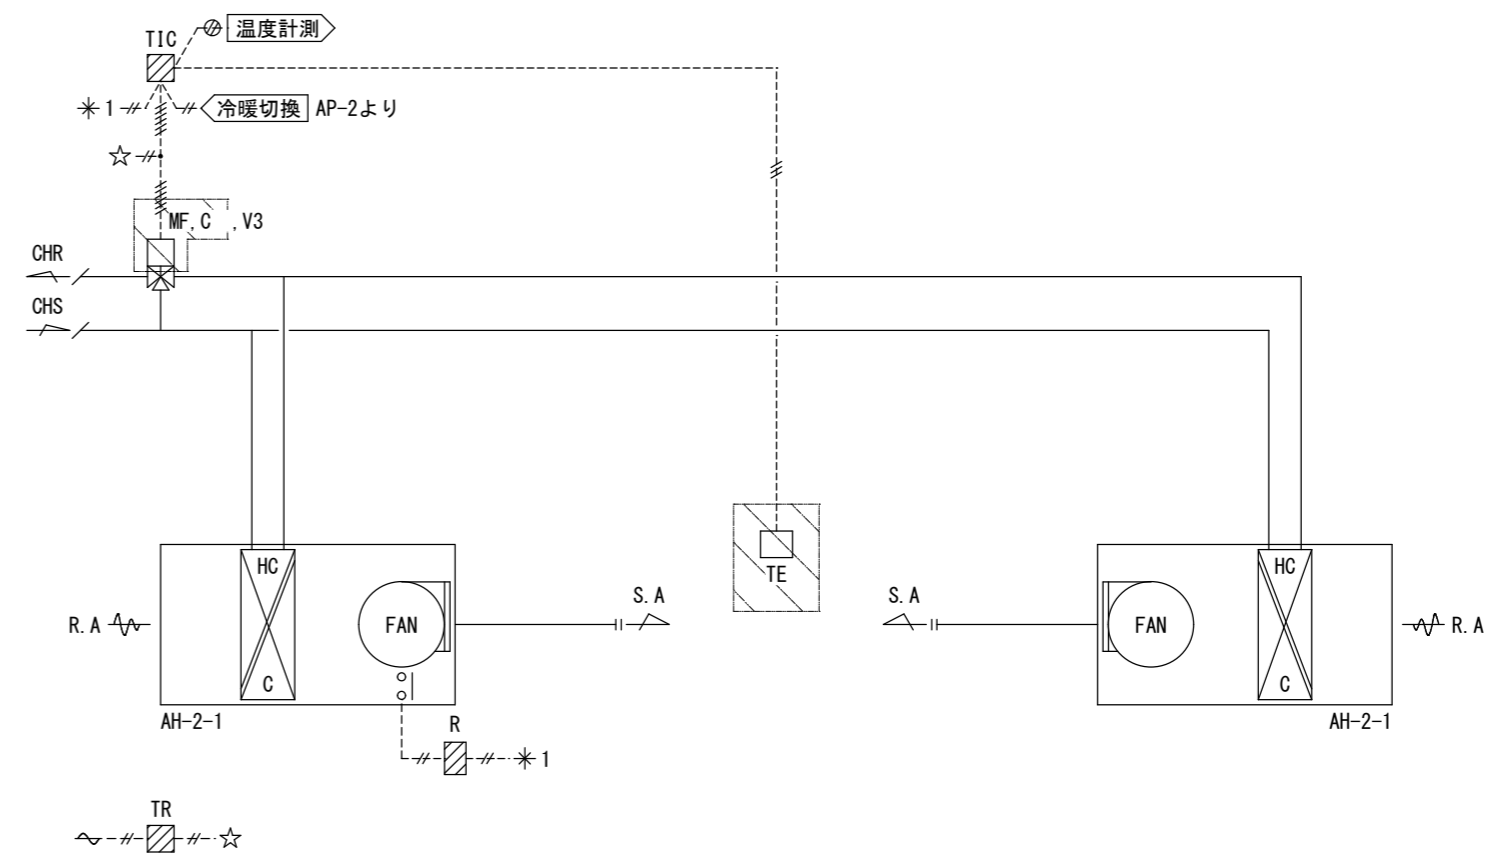 温度計測
TIC
✳1
冷暖切換 AP-2より
☆
MF,C ,V3
CHR
CHS
HC
TE
HC
S.A
S.A
R.A
FAN
FAN
R.A
C
C
AH-2-1
AH-2-1
R
✳1
TR
☆